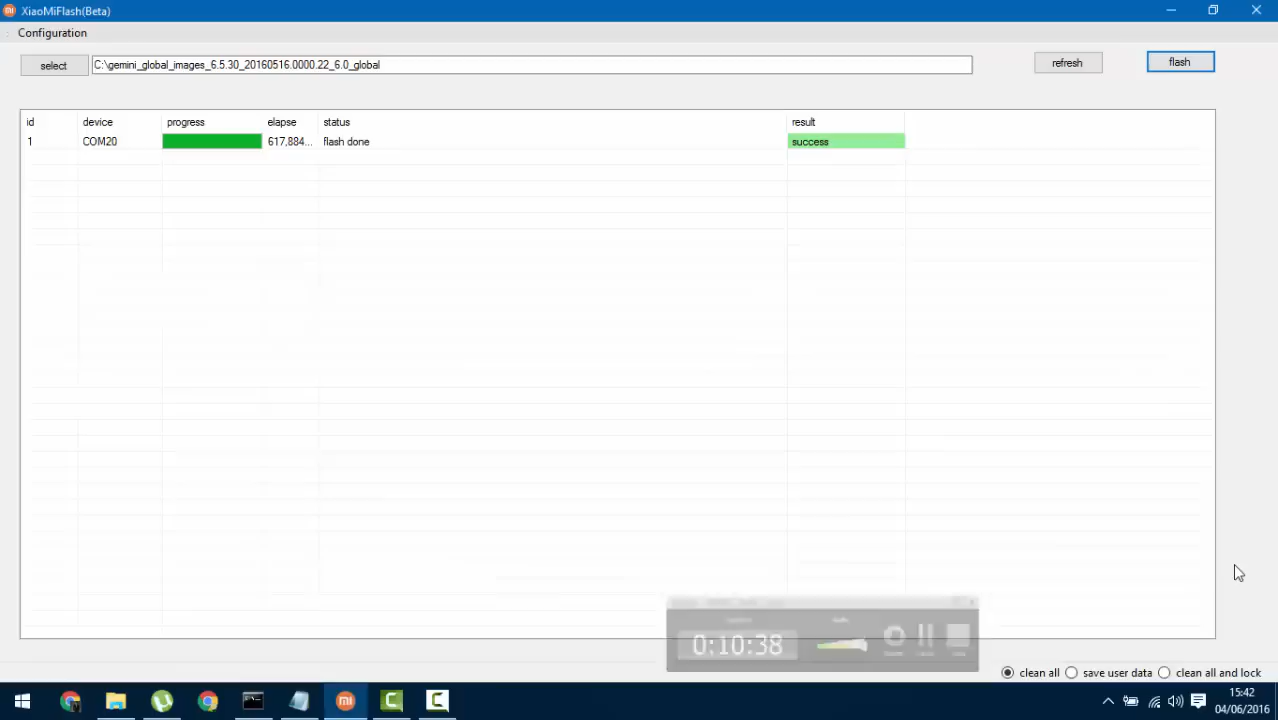 XiaoMiFlash(Beta)
Configuration
select C:\gemini_global_images_6.5.30_20160516.0000.22_6.0_global refresh flash
id device progress elapse status result
1 COM20 617,884... flash done success
0:10:38
clean all save user data clean all and lock
15:42
04/06/2016